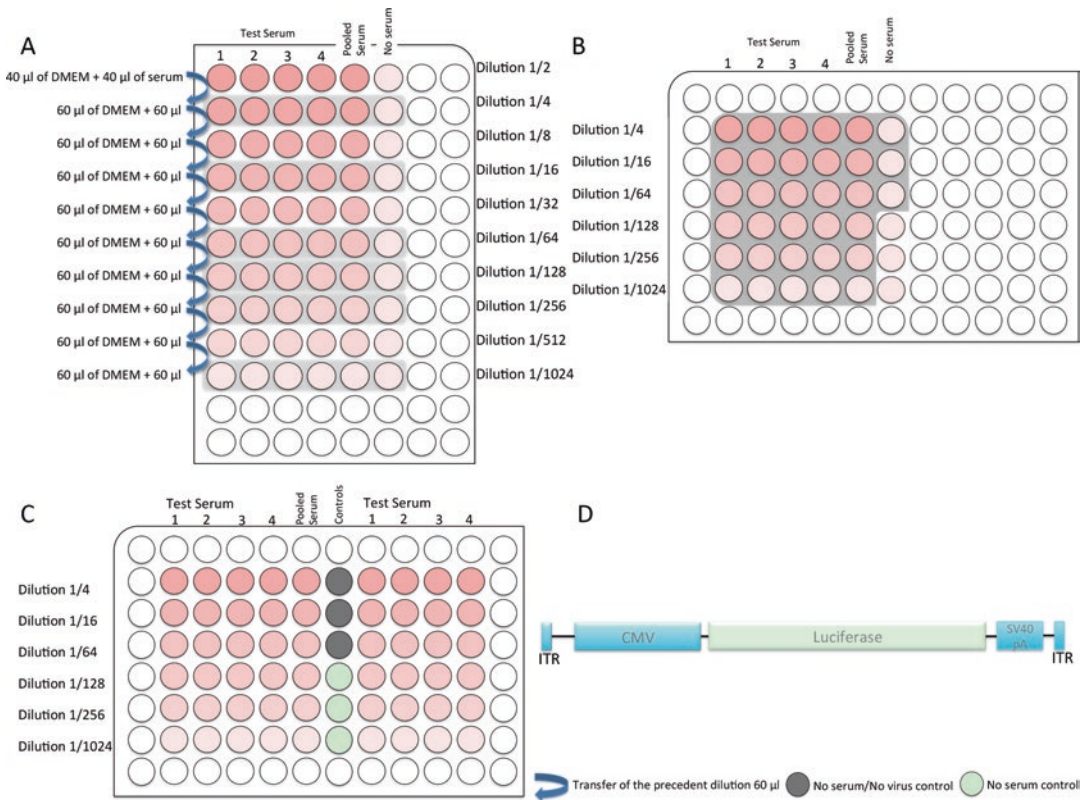 A
Test Serum
Pooled Serum
No serum
1 2 3 4
40 µl of DMEM + 40 µl of serum
60 µl of DMEM + 60 µl
60 µl of DMEM + 60 µl
60 µl of DMEM + 60 µl
60 µl of DMEM + 60 µl
60 µl of DMEM + 60 µl
60 µl of DMEM + 60 µl
60 µl of DMEM + 60 µl
60 µl of DMEM + 60 µl
60 µl of DMEM + 60 µl
Dilution 1/2
Dilution 1/4
Dilution 1/8
Dilution 1/16
Dilution 1/32
Dilution 1/64
Dilution 1/128
Dilution 1/256
Dilution 1/512
Dilution 1/1024
B
Test Serum
Pooled Serum
No serum
1 2 3 4
Dilution 1/4
Dilution 1/16
Dilution 1/64
Dilution 1/128
Dilution 1/256
Dilution 1/1024
C
Test Serum
Pooled Serum
Controls
Test Serum
1 2 3 4 1 2 3 4
Dilution 1/4
Dilution 1/16
Dilution 1/64
Dilution 1/128
Dilution 1/256
Dilution 1/1024
D
CMV
Luciferase
SV40 pA
ITR
ITR
Transfer of the precedent dilution 60 µl
No serum/No virus control
No serum control